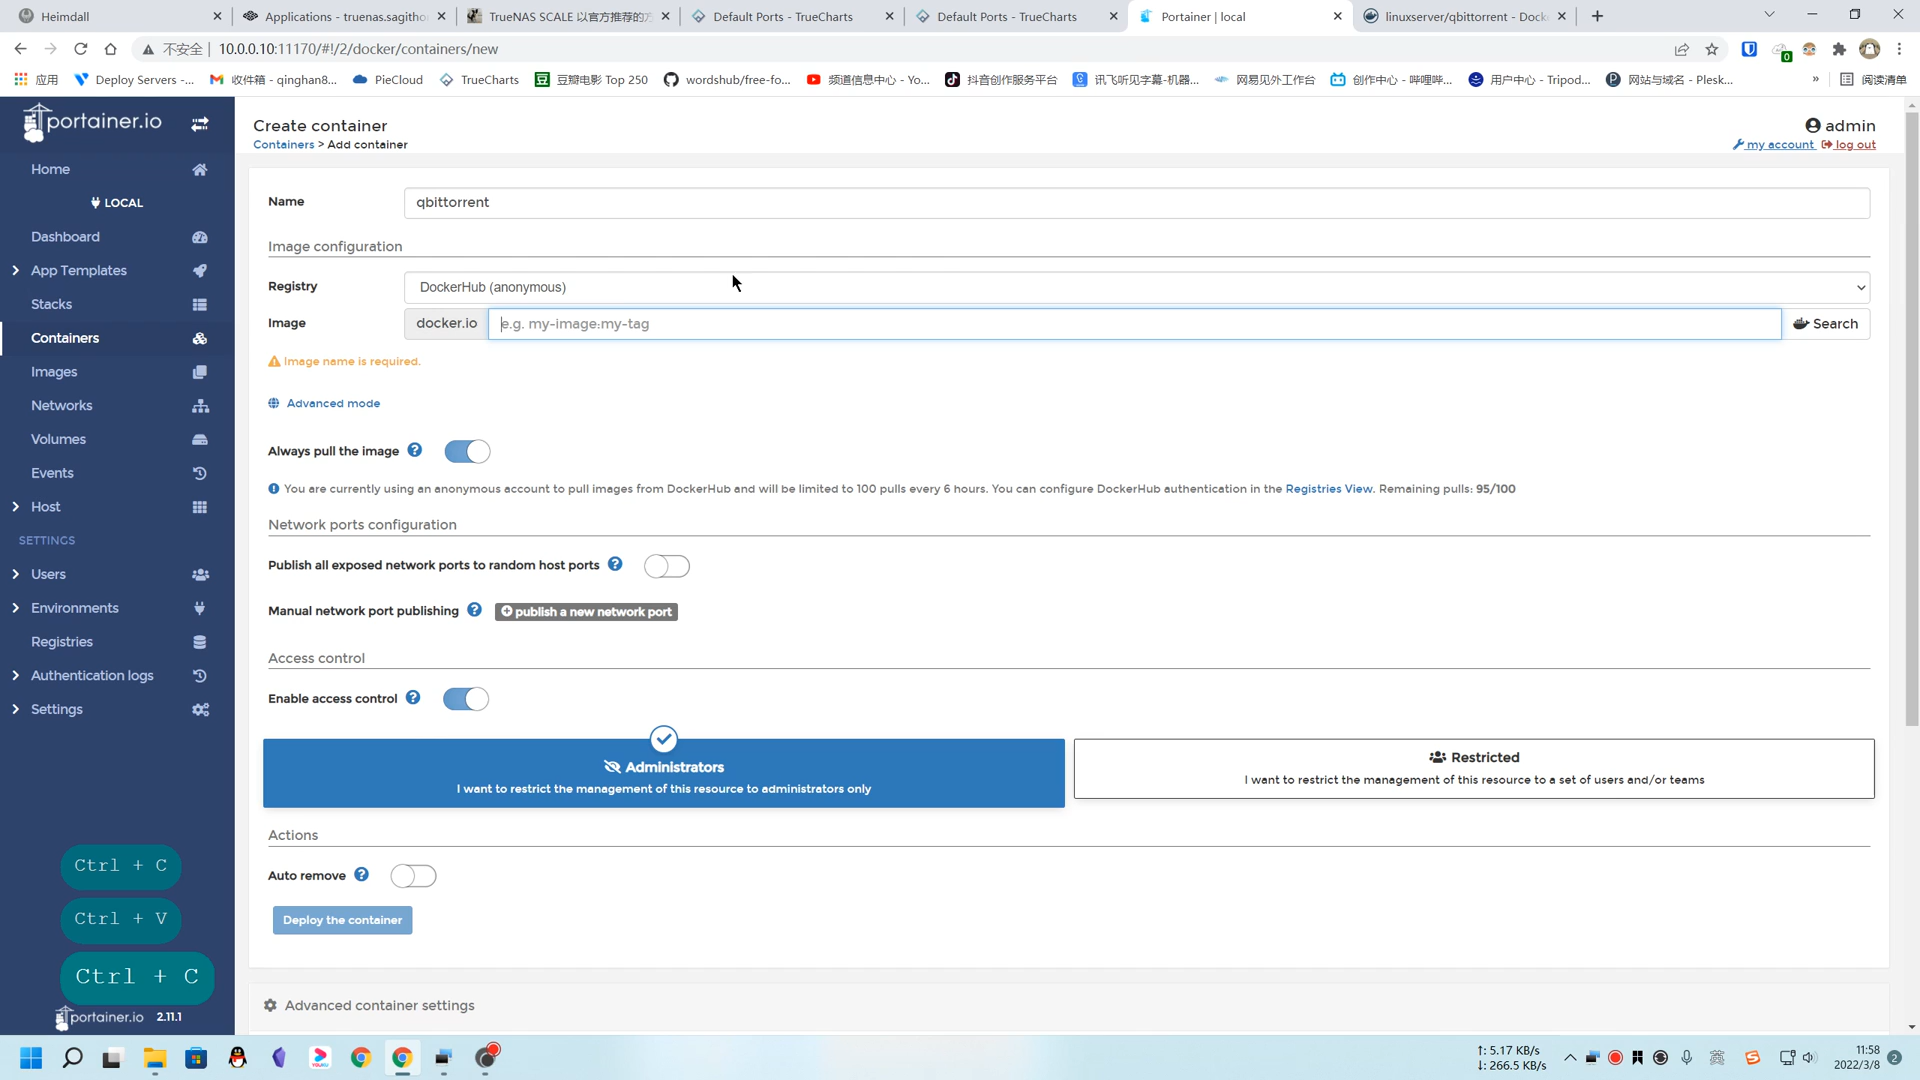 Heimdall
Applications - truenas.sagitho
TrueNAS SCALE 以官方推荐的方
Default Ports - TrueCharts
Default Ports - TrueCharts
Portainer | local
linuxserver/qbittorrent - Dock
不安全
10.0.0.10:11170/#!/2/docker/containers/new
应用
Deploy Servers -...
收件箱 - qinghan8...
PieCloud
TrueCharts
豆瓣电影 Top 250
wordshub/free-fo...
频道信息中心 - Yo...
抖音创作服务平台
讯飞听见字幕-机器...
网易见外工作台
创作中心 - 哔哩哔...
用户中心 - Tripod...
网站与域名 - Plesk...
»
阅读清单
portainer.io
Home
LOCAL
Dashboard
App Templates
Stacks
Containers
Images
Networks
Volumes
Events
Host
SETTINGS
Users
Environments
Registries
Authentication logs
Settings
Ctrl + C
Ctrl + V
Ctrl + C
portainer.io 2.11.1
Create container
Containers > Add container
admin
my account log out
Name
qbittorrent
Image configuration
Registry
DockerHub (anonymous)
Image
docker.io
e.g. my-image:my-tag
Search
Image name is required.
Advanced mode
Always pull the image
You are currently using an anonymous account to pull images from DockerHub and will be limited to 100 pulls every 6 hours. You can configure DockerHub authentication in the Registries View. Remaining pulls: 95/100
Network ports configuration
Publish all exposed network ports to random host ports
Manual network port publishing
publish a new network port
Access control
Enable access control
Administrators
I want to restrict the management of this resource to administrators only
Restricted
I want to restrict the management of this resource to a set of users and/or teams
Actions
Auto remove
Deploy the container
Advanced container settings
YOUKU
↑: 5.17 KB/s
↓: 266.5 KB/s
英
11:58
2022/3/8
2
0